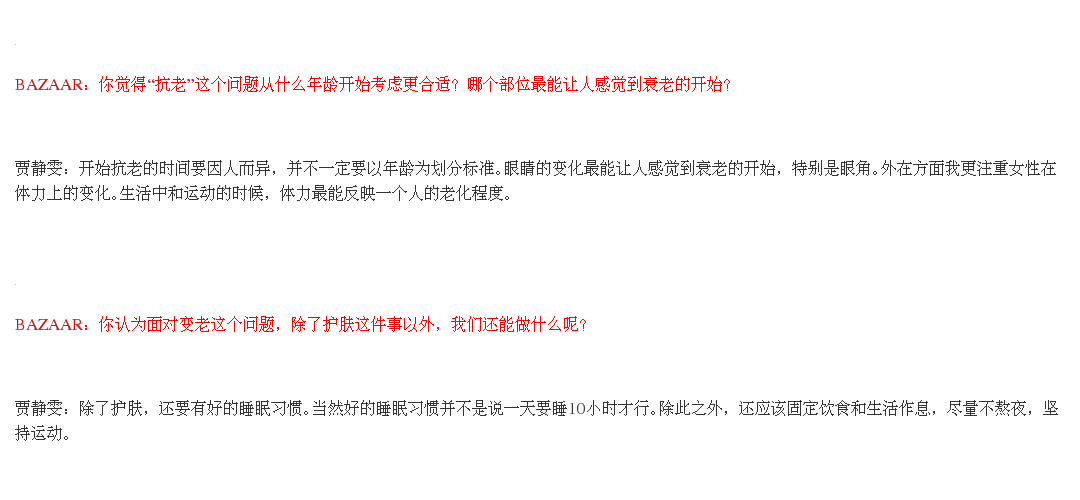 BAZAAR：你觉得“抗老”这个问题从什么年龄开始考虑更合适？哪个部位最能让人感觉到衰老的开始？
贾静雯：开始抗老的时间要因人而异，并不一定要以年龄为划分标准。眼睛的变化最能让人感觉到衰老的开始，特别是眼角。外在方面我更注重女性在
体力上的变化。生活中和运动的时候，体力最能反映一个人的老化程度。
BAZAAR：你认为面对变老这个问题，除了护肤这件事以外，我们还能做什么呢？
贾静雯：除了护肤，还要有好的睡眠习惯。当然好的睡眠习惯并不是说一天要睡10小时才行。除此之外，还应该固定饮食和生活作息，尽量不熬夜，坚
持运动。